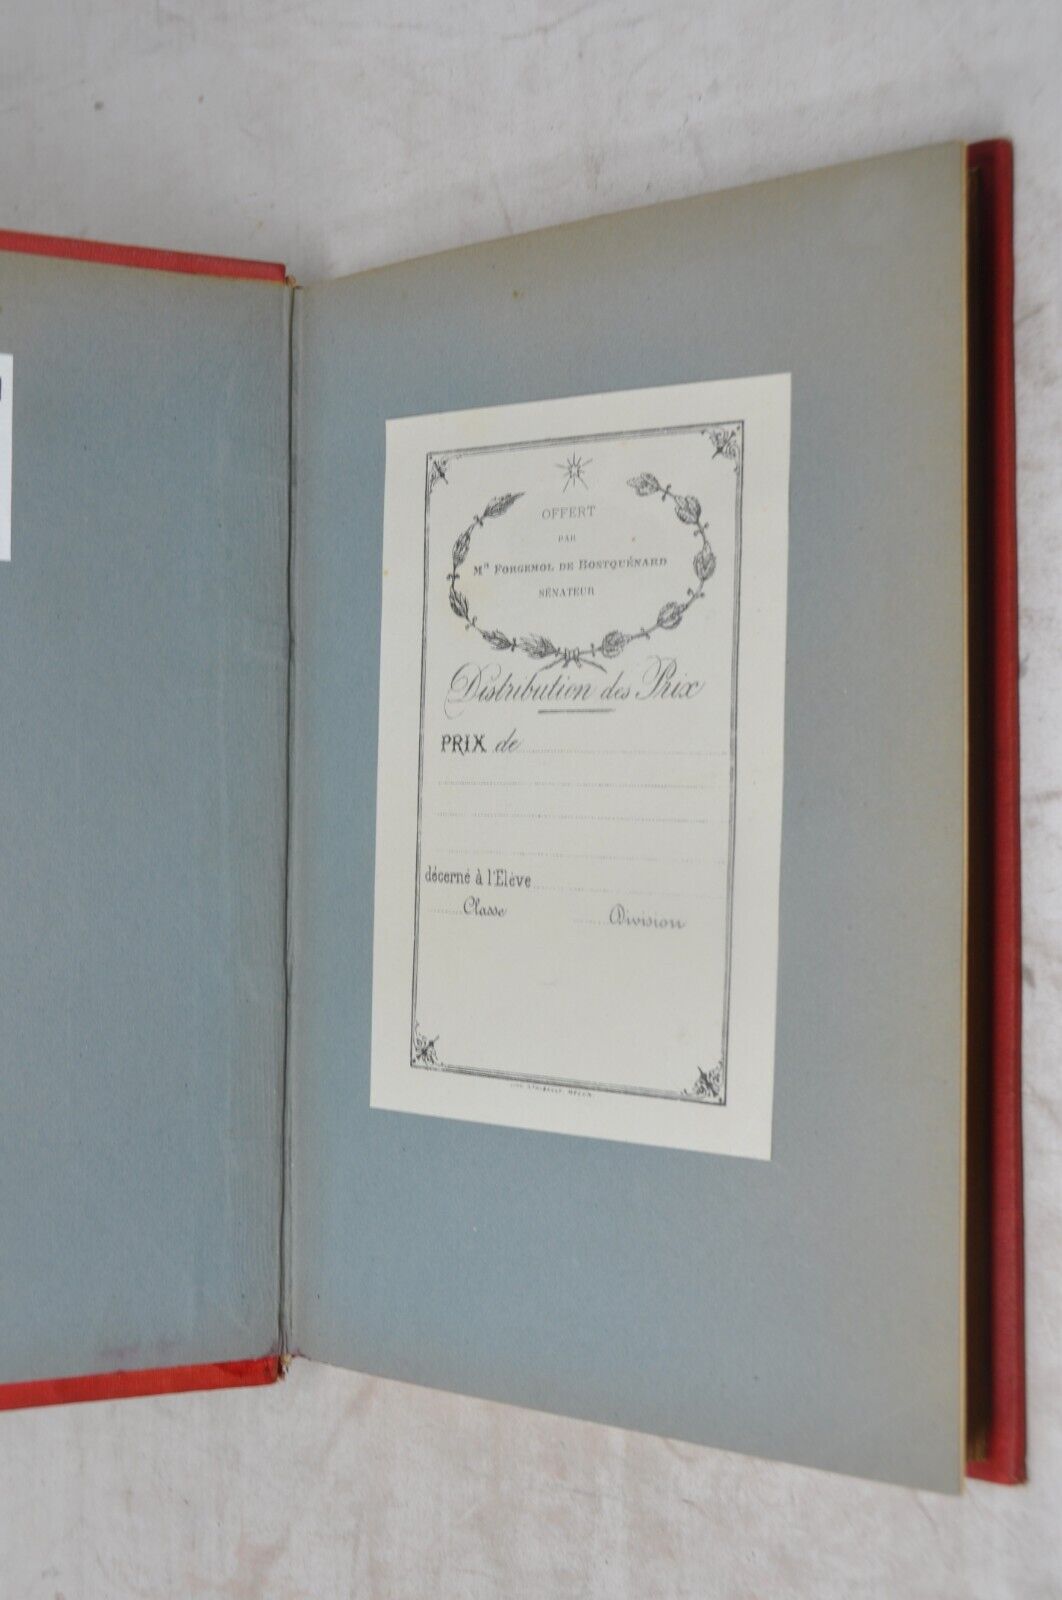 OFFERT
PAR
Mʳ FORGEMOL DE BOSTQUÉNARD
SÉNATEUR
Distribution des Prix
PRIX de
décerné à l'Elève
Classe Division